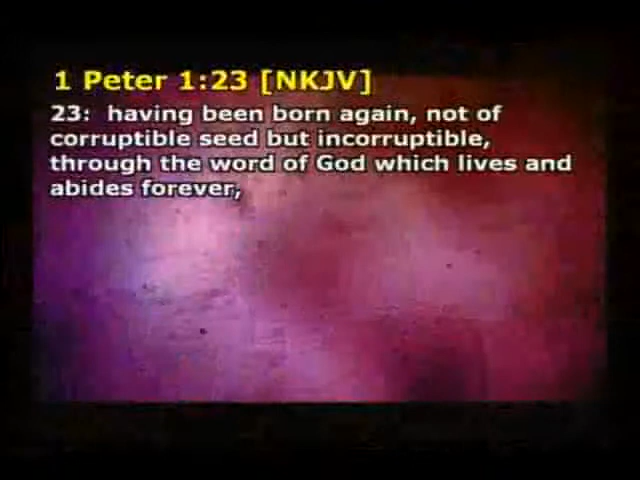 1 Peter 1:23 [NKJV]
23:  having been born again, not of
corruptible seed but incorruptible,
through the word of God which lives and
abides forever,